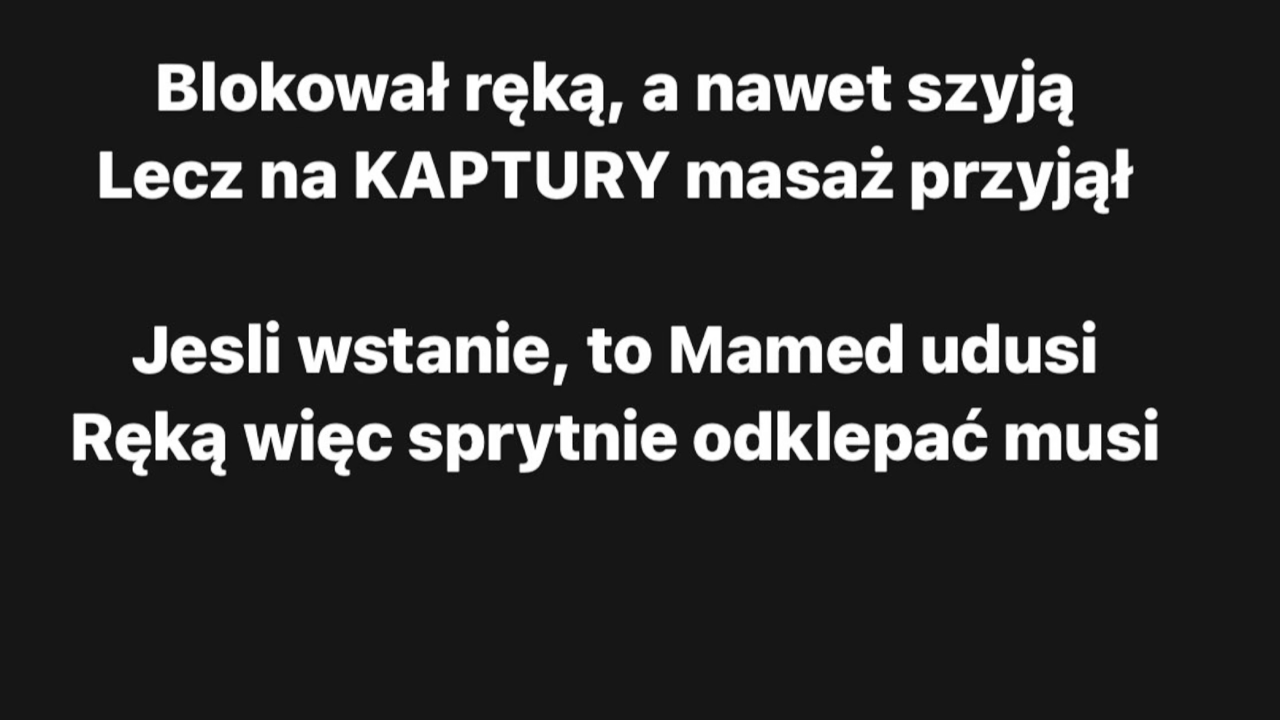 Blokował ręką, a nawet szyją
Lecz na KAPTURY masaż przyjął
Jesli wstanie, to Mamed udusi
Ręką więc sprytnie odklepać musi